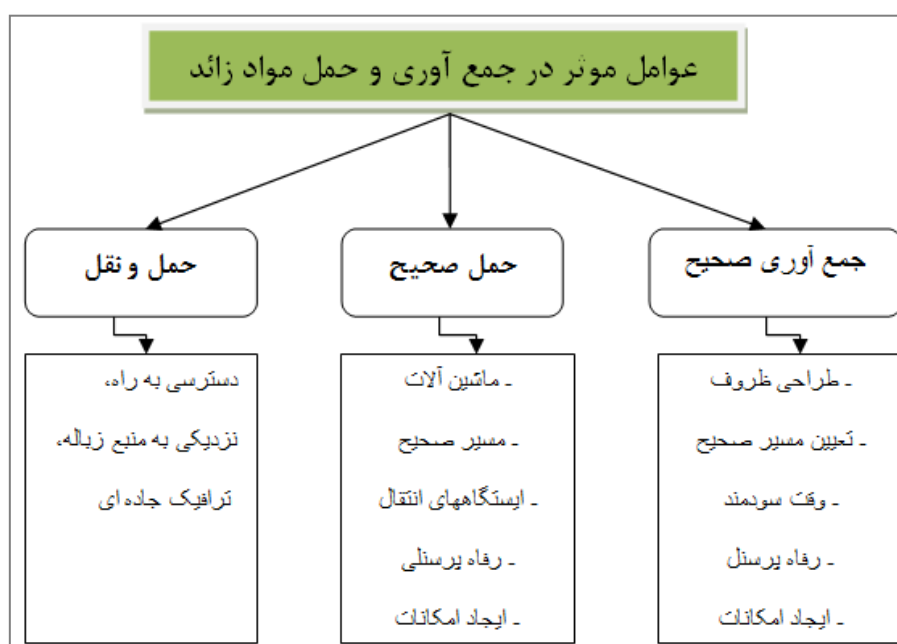 عوامل موثر در جمع آوری و حمل مواد زائد
جمع آوری صحیح
حمل صحیح
حمل و نقل
- طراحی ظروف
- تعیین مسیر صحیح
- وقت سودمند
- رفاه پرسنل
- ایجاد امکانات
- ماشین آلات
- مسیر صحیح
- ایستگاههای انتقال
- رفاه پرسنلی
- ایجاد امکانات
دسترسی به راه،
نزدیکی به منبع زباله،
ترافیک جاده ای